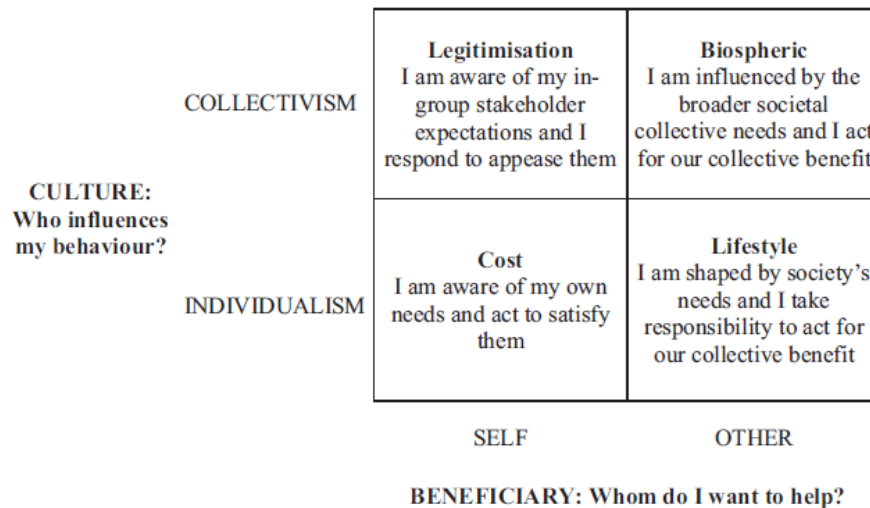 Legitimisation
I am aware of my in-
group stakeholder
expectations and I
respond to appease them
Biospheric
I am influenced by the
broader societal
collective needs and I act
for our collective benefit
COLLECTIVISM
CULTURE:
Who influences
my behaviour?
Cost
I am aware of my own
needs and act to satisfy
them
Lifestyle
I am shaped by society's
needs and I take
responsibility to act for
our collective benefit
INDIVIDUALISM
SELF
OTHER
BENEFICIARY: Whom do I want to help?